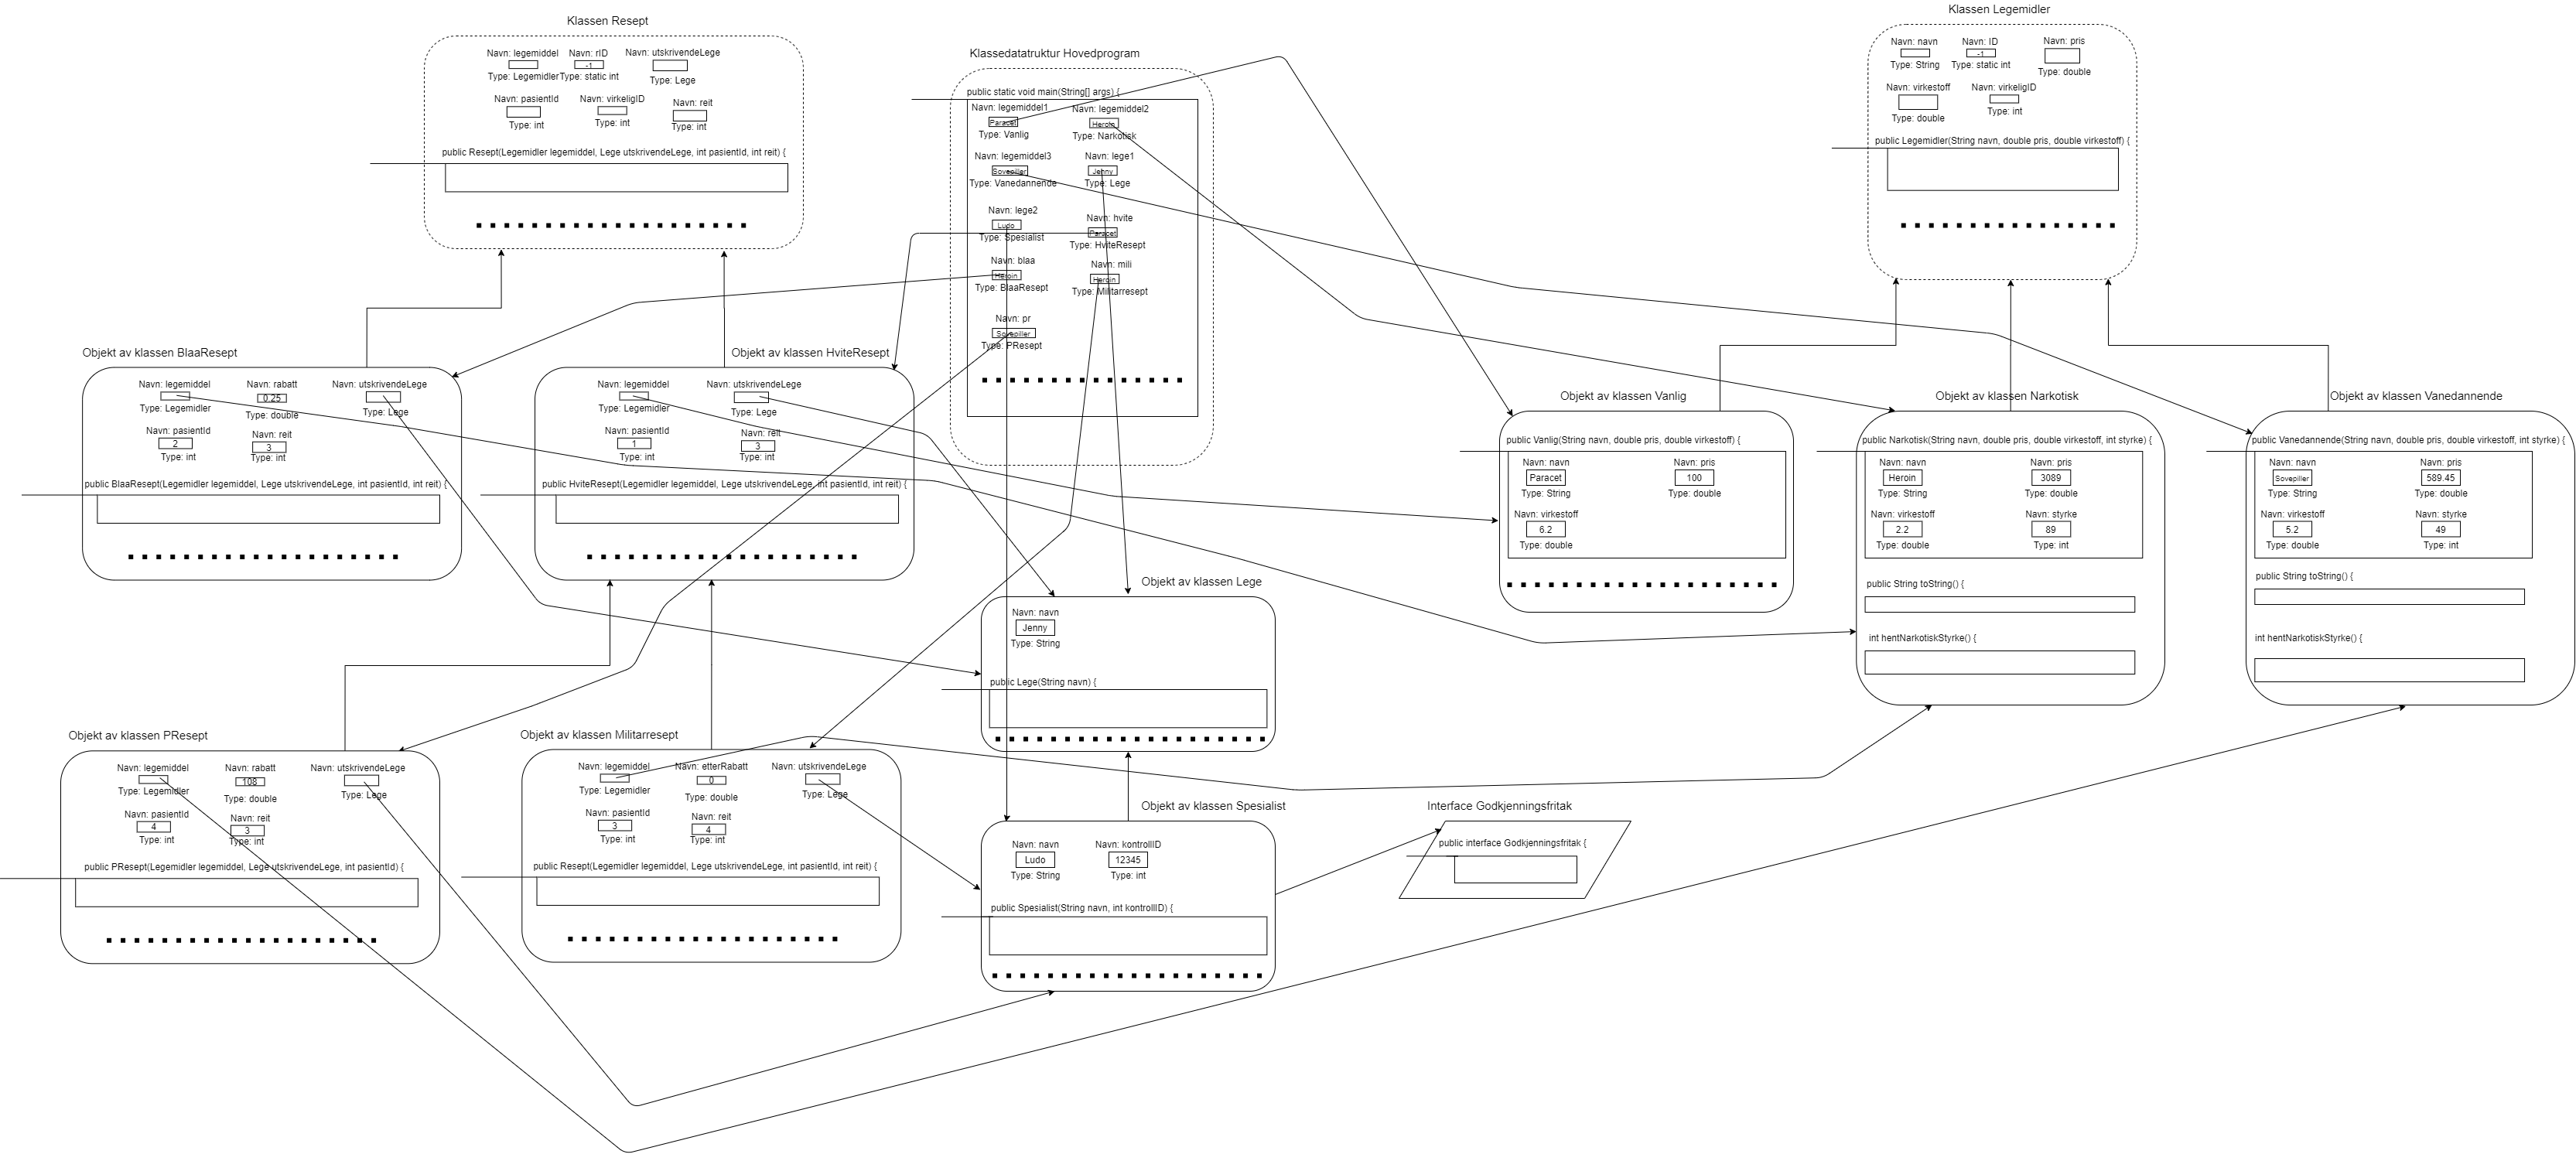 Klassen Resept
Navn: legemiddel
Type: Legemidler
Navn: rID
-1
Type: static int
Navn: utskrivendeLege
Type: Lege
Navn: pasientId
Type: int
Navn: virkeligID
Type: int
Navn: reit
Type: int
public Resept(Legemidler legemiddel, Lege utskrivendeLege, int pasientId, int reit) {
Klassedatatruktur Hovedprogram
public static void main(String[] args) {
Navn: legemiddel1
Paracet
Type: Vanlig
Navn: legemiddel2
Heroin
Type: Narkotisk
Navn: legemiddel3
Sovepiller
Type: Vanedannende
Navn: lege1
Jenny
Type: Lege
Navn: lege2
Ludo
Type: Spesialist
Navn: hvite
Paracet
Type: HviteResept
Navn: blaa
Heroin
Type: BlaaResept
Navn: mili
Heroin
Type: Militarresept
Navn: pr
Sovepiller
Type: PResept
Klassen Legemidler
Navn: navn
Type: String
Navn: ID
-1
Type: static int
Navn: pris
Type: double
Navn: virkestoff
Type: double
Navn: virkeligID
Type: int
public Legemidler(String navn, double pris, double virkestoff) {
Objekt av klassen BlaaResept
Navn: legemiddel
Type: Legemidler
Navn: rabatt
0.25
Type: double
Navn: utskrivendeLege
Type: Lege
Navn: pasientId
2
Type: int
Navn: reit
3
Type: int
public BlaaResept(Legemidler legemiddel, Lege utskrivendeLege, int pasientId, int reit) {
Objekt av klassen HviteResept
Navn: legemiddel
Type: Legemidler
Navn: utskrivendeLege
Type: Lege
Navn: pasientId
1
Type: int
Navn: reit
3
Type: int
public HviteResept(Legemidler legemiddel, Lege utskrivendeLege, int pasientId, int reit) {
Objekt av klassen Vanlig
public Vanlig(String navn, double pris, double virkestoff) {
Navn: navn
Paracet
Type: String
Navn: pris
100
Type: double
Navn: virkestoff
6.2
Type: double
Objekt av klassen Narkotisk
public Narkotisk(String navn, double pris, double virkestoff, int styrke) {
Navn: navn
Heroin
Type: String
Navn: pris
3089
Type: double
Navn: virkestoff
2.2
Type: double
Navn: styrke
89
Type: int
public String toString() {
int hentNarkotiskStyrke() {
Objekt av klassen Vanedannende
public Vanedannende(String navn, double pris, double virkestoff, int styrke) {
Navn: navn
Sovepiller
Type: String
Navn: pris
589.45
Type: double
Navn: virkestoff
5.2
Type: double
Navn: styrke
49
Type: int
public String toString() {
int hentNarkotiskStyrke() {
Objekt av klassen Lege
Navn: navn
Jenny
Type: String
public Lege(String navn) {
Objekt av klassen PResept
Navn: legemiddel
Type: Legemidler
Navn: rabatt
108
Type: double
Navn: utskrivendeLege
Type: Lege
Navn: pasientId
4
Type: int
Navn: reit
3
Type: int
public PResept(Legemidler legemiddel, Lege utskrivendeLege, int pasientId) {
Objekt av klassen Militarresept
Navn: legemiddel
Type: Legemidler
Navn: etterRabatt
0
Type: double
Navn: utskrivendeLege
Type: Lege
Navn: pasientId
3
Type: int
Navn: reit
4
Type: int
public Resept(Legemidler legemiddel, Lege utskrivendeLege, int pasientId, int reit) {
Objekt av klassen Spesialist
Navn: navn
Ludo
Type: String
Navn: kontrollID
12345
Type: int
public Spesialist(String navn, int kontrollID) {
Interface Godkjenningsfritak
public interface Godkjenningsfritak {